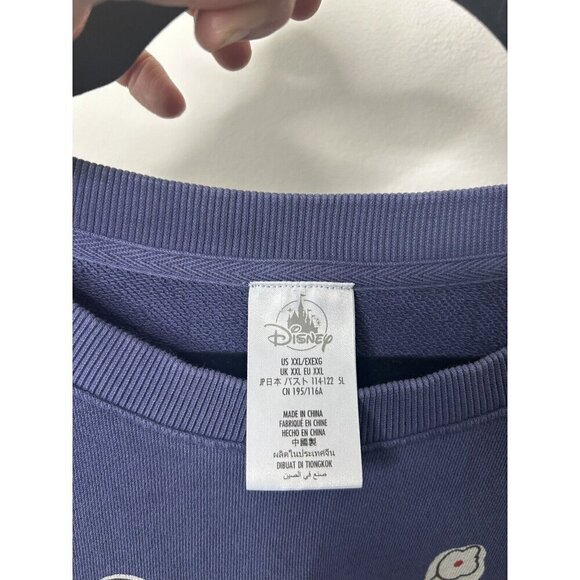 Disney
US XXL/EXEXG
UK XXL EU XXL
JP日本 バスト 114-122 5L
CN 195/116A
MADE IN CHINA
FABRIQUÉ EN CHINE
HECHO EN CHINA
中國製
ผลิตในประเทศจีน
DIBUAT DI TIONGKOK
صنع في الصين